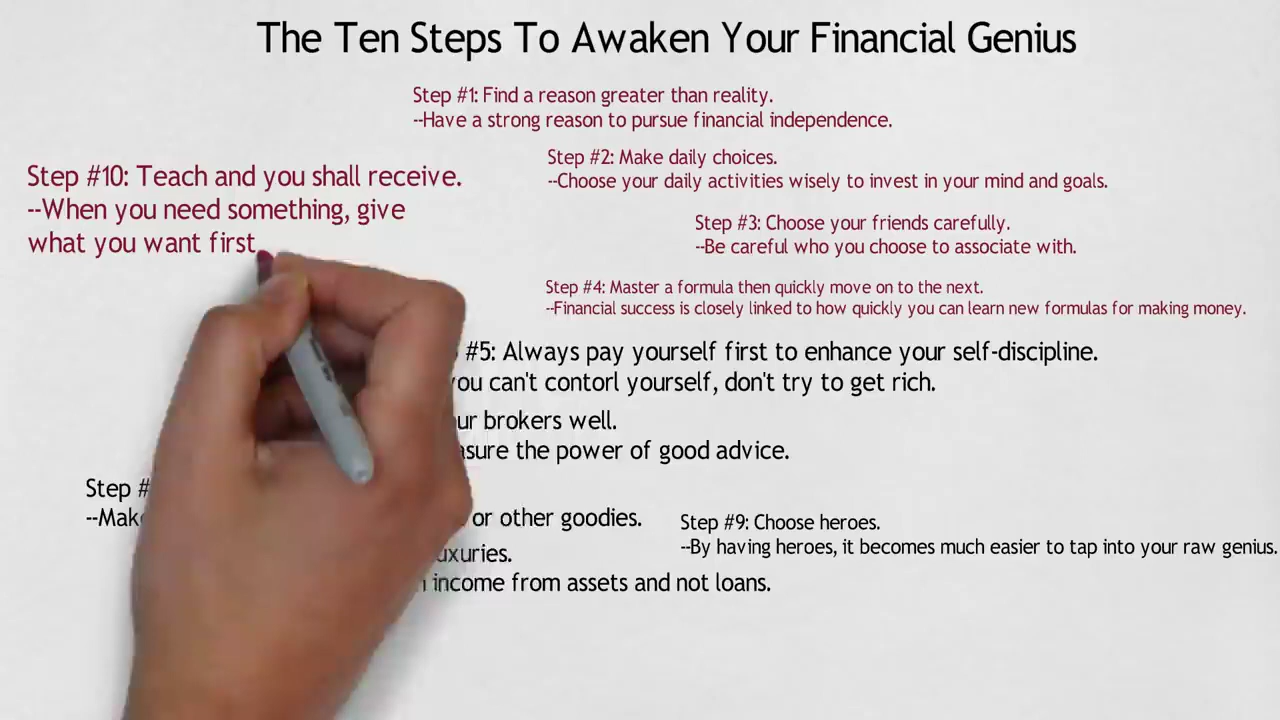 The Ten Steps To Awaken Your Financial Genius
Step #1: Find a reason greater than reality.
--Have a strong reason to pursue financial independence.
Step #2: Make daily choices.
--Choose your daily activities wisely to invest in your mind and goals.
Step #10: Teach and you shall receive.
--When you need something, give
what you want first
Step #3: Choose your friends carefully.
--Be careful who you choose to associate with.
Step #4: Master a formula then quickly move on to the next.
--Financial success is closely linked to how quickly you can learn new formulas for making money.
#5: Always pay yourself first to enhance your self-discipline.
you can't contorl yourself, don't try to get rich.
brokers well.
the power of good advice.
Step #
or other goodies.
Step #9: Choose heroes.
--By having heroes, it becomes much easier to tap into your raw genius.
income from assets and not loans.